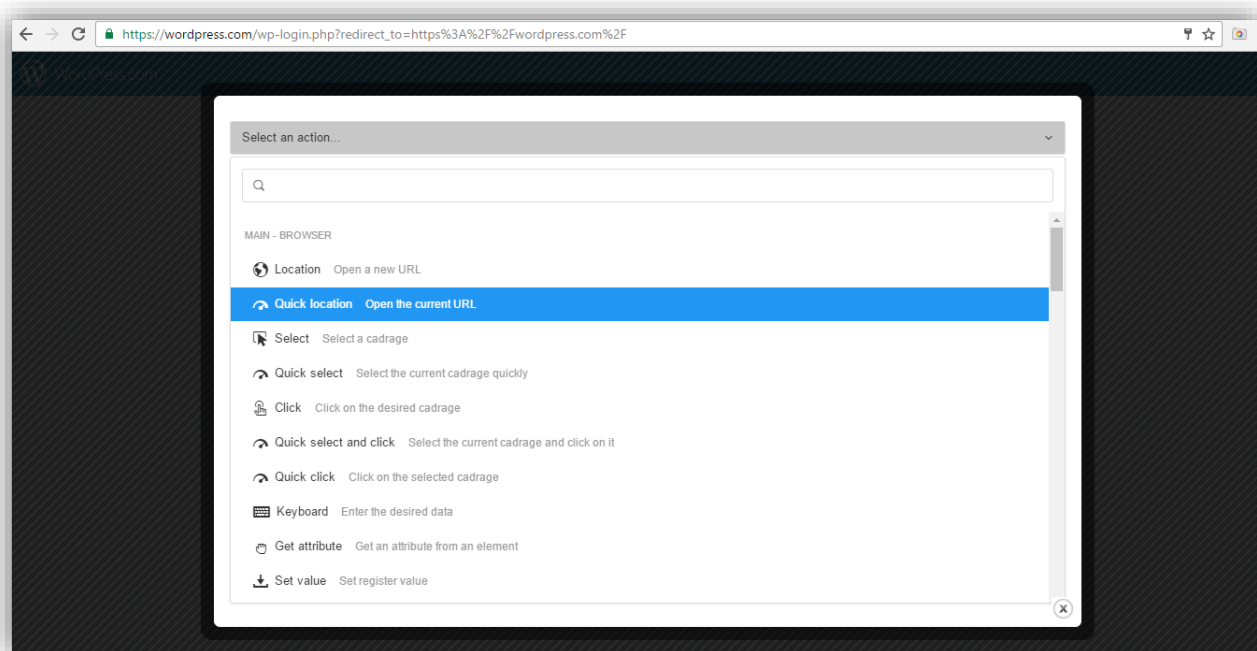 https://wordpress.com/wp-login.php?redirect_to=https%3A%2F%2Fwordpress.com%2F
WordPress.com
Select an action...
MAIN - BROWSER
Location Open a new URL
Quick location Open the current URL
Select Select a cadrage
Quick select Select the current cadrage quickly
Click Click on the desired cadrage
Quick select and click Select the current cadrage and click on it
Quick click Click on the selected cadrage
Keyboard Enter the desired data
Get attribute Get an attribute from an element
Set value Set register value
x